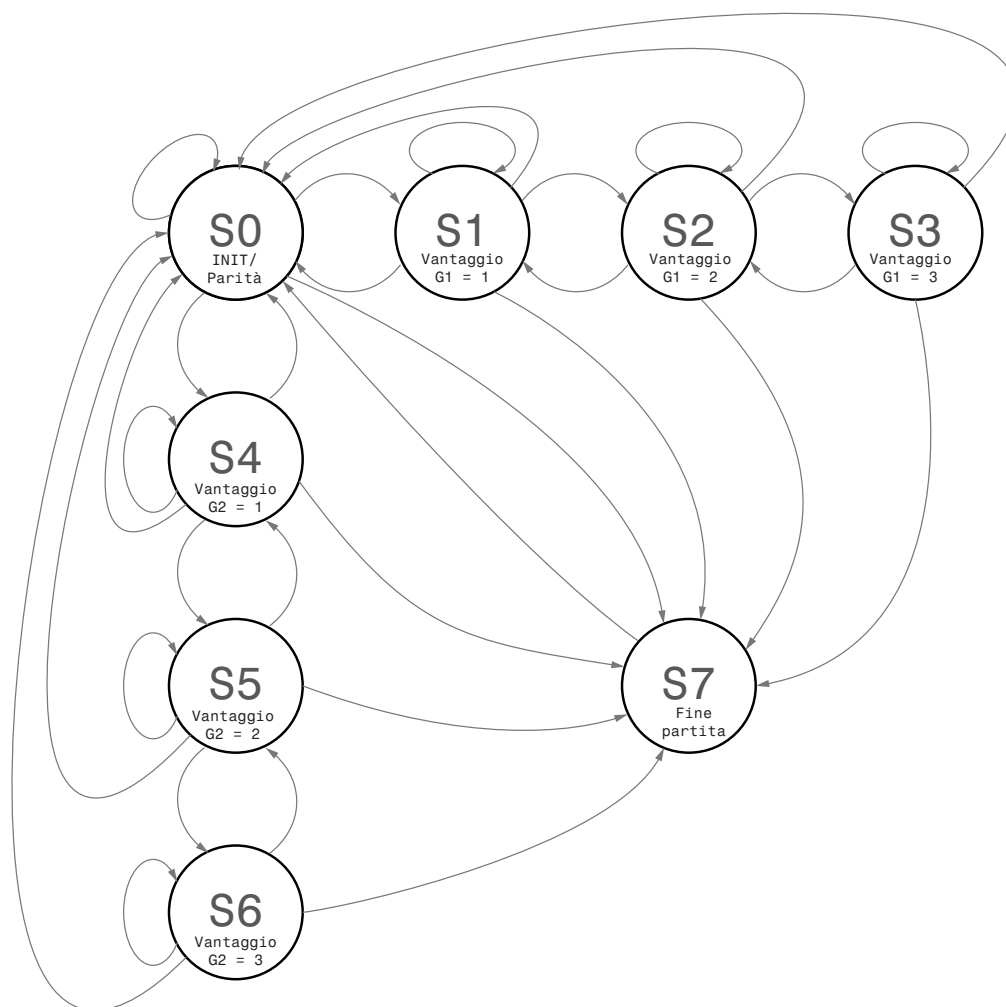 S0
INIT/
Parità
S1
Vantaggio
G1 = 1
S2
Vantaggio
G1 = 2
S3
Vantaggio
G1 = 3
S4
Vantaggio
G2 = 1
S5
Vantaggio
G2 = 2
S7
Fine
partita
S6
Vantaggio
G2 = 3